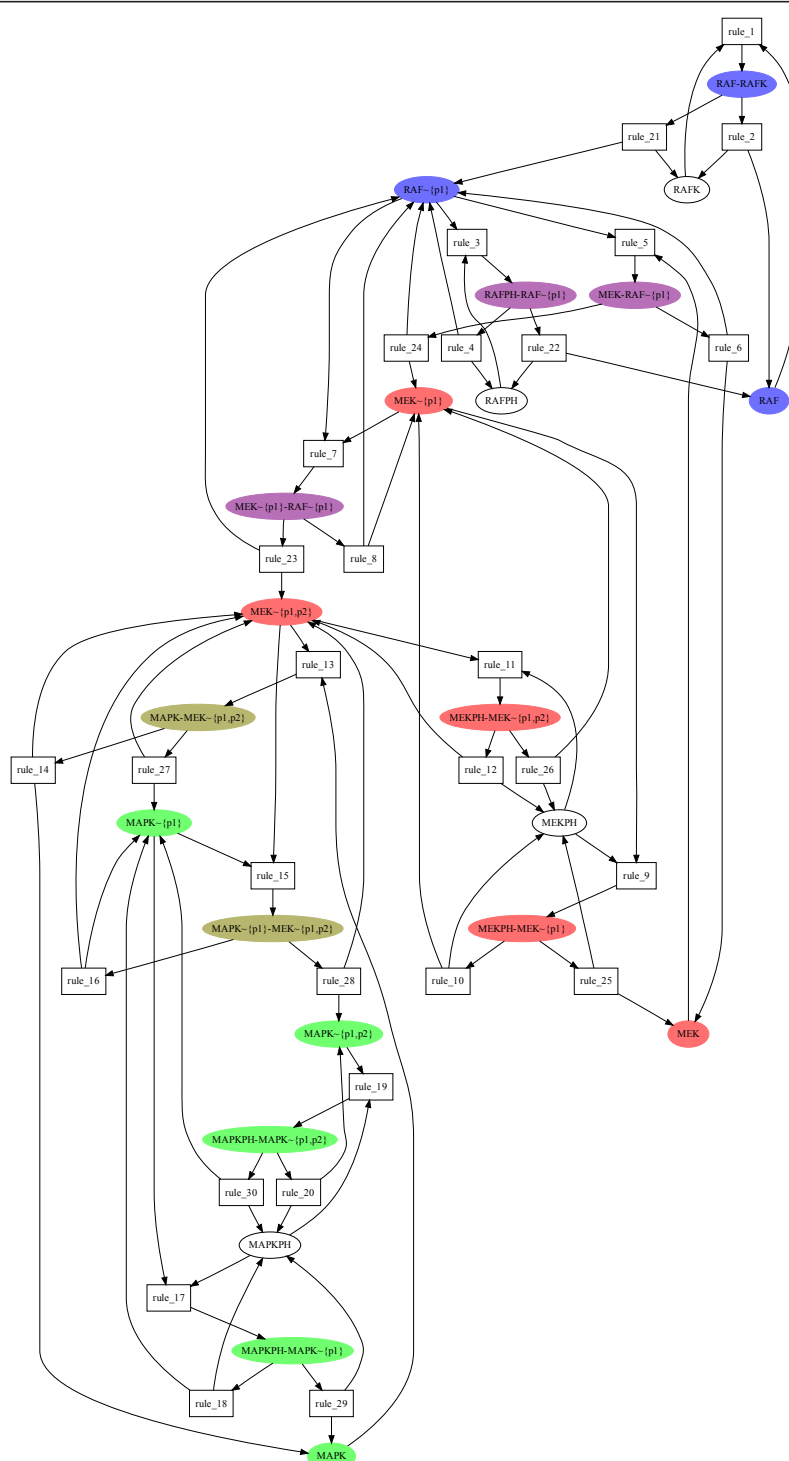 rule_1
RAF-RAFK
rule_21
rule_2
RAF~{p1}
RAFK
rule_3
rule_5
RAFPH-RAF~{p1}
MEK-RAF~{p1}
rule_24
rule_4
rule_22
rule_6
MEK~{p1}
RAFPH
RAF
rule_7
MEK~{p1}-RAF~{p1}
rule_23
rule_8
MEK~{p1,p2}
rule_13
rule_11
MAPK-MEK~{p1,p2}
MEKPH-MEK~{p1,p2}
rule_14
rule_27
rule_12
rule_26
MAPK~{p1}
MEKPH
rule_15
rule_9
MAPK~{p1}-MEK~{p1,p2}
MEKPH-MEK~{p1}
rule_16
rule_28
rule_10
rule_25
MAPK~{p1,p2}
MEK
rule_19
MAPKPH-MAPK~{p1,p2}
rule_30
rule_20
MAPKPH
rule_17
MAPKPH-MAPK~{p1}
rule_18
rule_29
MAPK